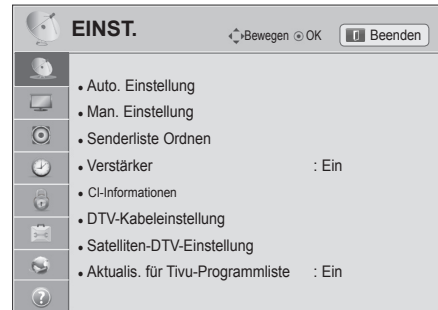 EINST.
Bewegen OK Beenden
• Auto. Einstellung
• Man. Einstellung
• Senderliste Ordnen
• Verstärker : Ein
• CI-Informationen
• DTV-Kabeleinstellung
• Satelliten-DTV-Einstellung
• Aktualis. für Tivu-Programmliste : Ein